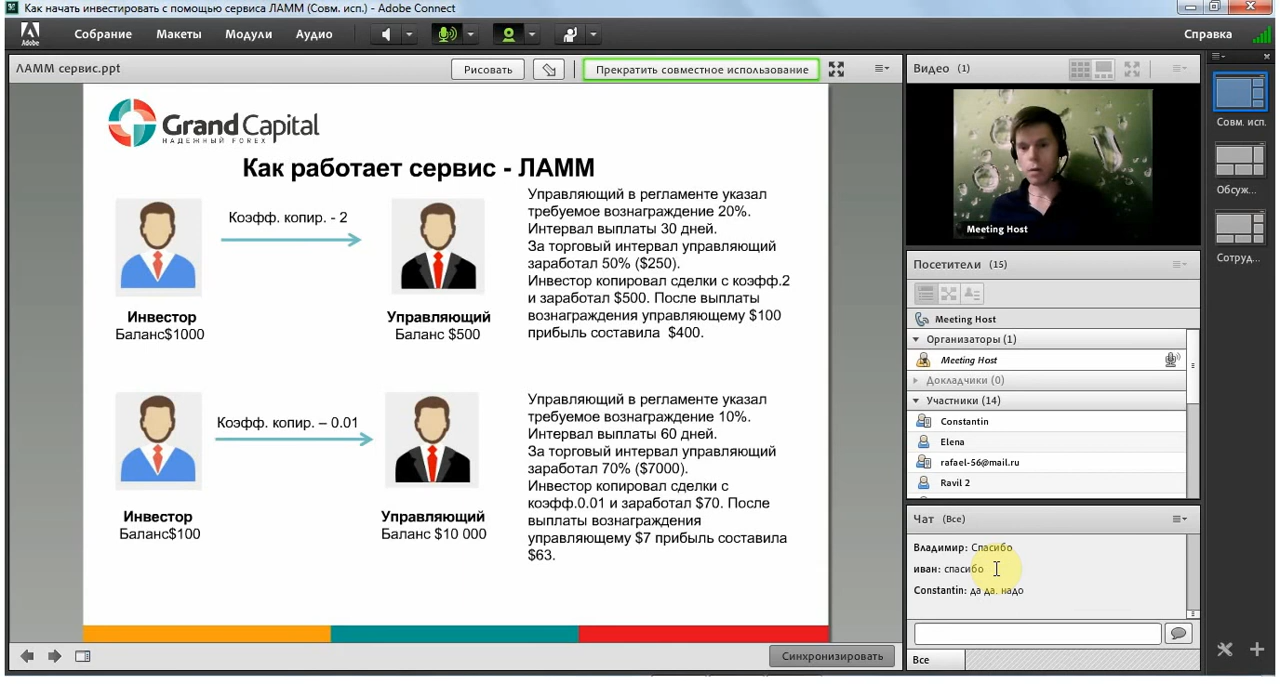 Как начать инвестировать с помощью сервиса ЛАММ (Совм. исп.) - Adobe Connect
Adobe
Собрание Макеты Модули Аудио Справка
ЛАММ сервис.ppt
Рисовать
Прекратить совместное использование
GrandCapital
НАДЕЖНЫЙ FOREX
Как работает сервис - ЛАММ
Коэфф. копир. - 2
Инвестор
Баланс$1000
Управляющий
Баланс $500
Управляющий в регламенте указал
требуемое вознаграждение 20%.
Интервал выплаты 30 дней.
За торговый интервал управляющий
заработал 50% ($250).
Инвестор копировал сделки с коэфф.2
и заработал $500. После выплаты
вознаграждения управляющему $100
прибыль составила $400.
Коэфф. копир. – 0.01
Инвестор
Баланс$100
Управляющий
Баланс $10 000
Управляющий в регламенте указал
требуемое вознаграждение 10%.
Интервал выплаты 60 дней.
За торговый интервал управляющий
заработал 70% ($7000).
Инвестор копировал сделки с
коэфф.0.01 и заработал $70. После
выплаты вознаграждения
управляющему $7 прибыль составила
$63.
Синхронизировать
Видео (1)
Meeting Host
Посетители (15)
Meeting Host
Организаторы (1)
Meeting Host
Докладчики (0)
Участники (14)
Constantin
Elena
rafael-56@mail.ru
Ravil 2
Чат (Все)
Владимир: Спасибо
иван: спасибо
Constantin: да да. надо
Все
Совм. исп.
Обсуж...
Сотруд...